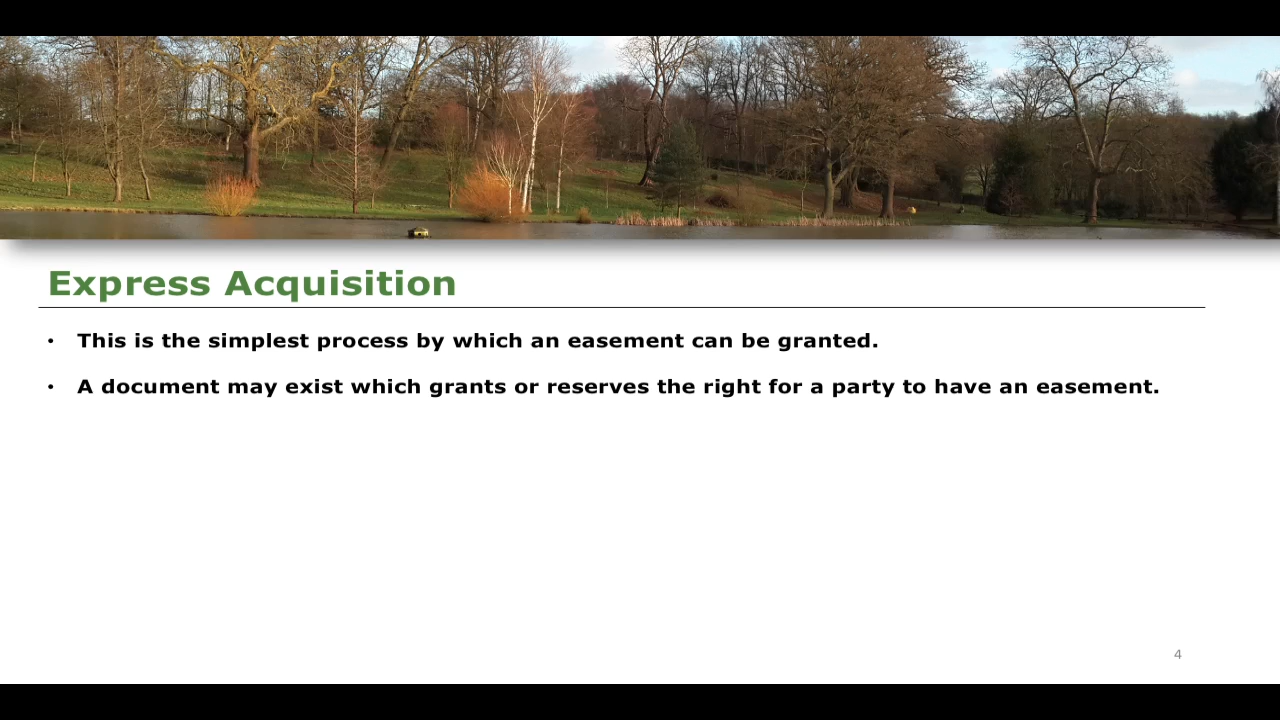 Express Acquisition
• This is the simplest process by which an easement can be granted.
• A document may exist which grants or reserves the right for a party to have an easement.
4